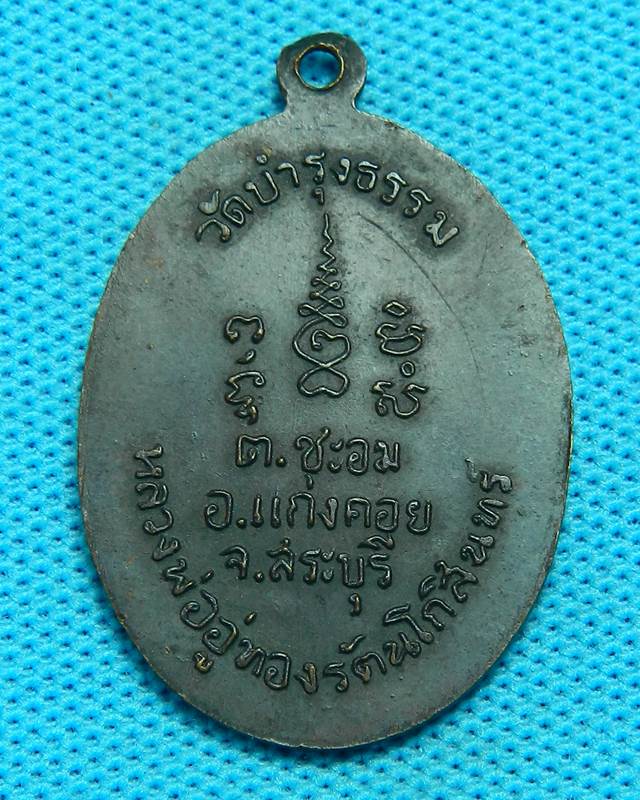 วัดบำรุงธรรม
ต.ชะอม
อ.แก่งคอย
จ.สระบุรี
หลวงพ่ออู่ทองรัตนโกสินทร์